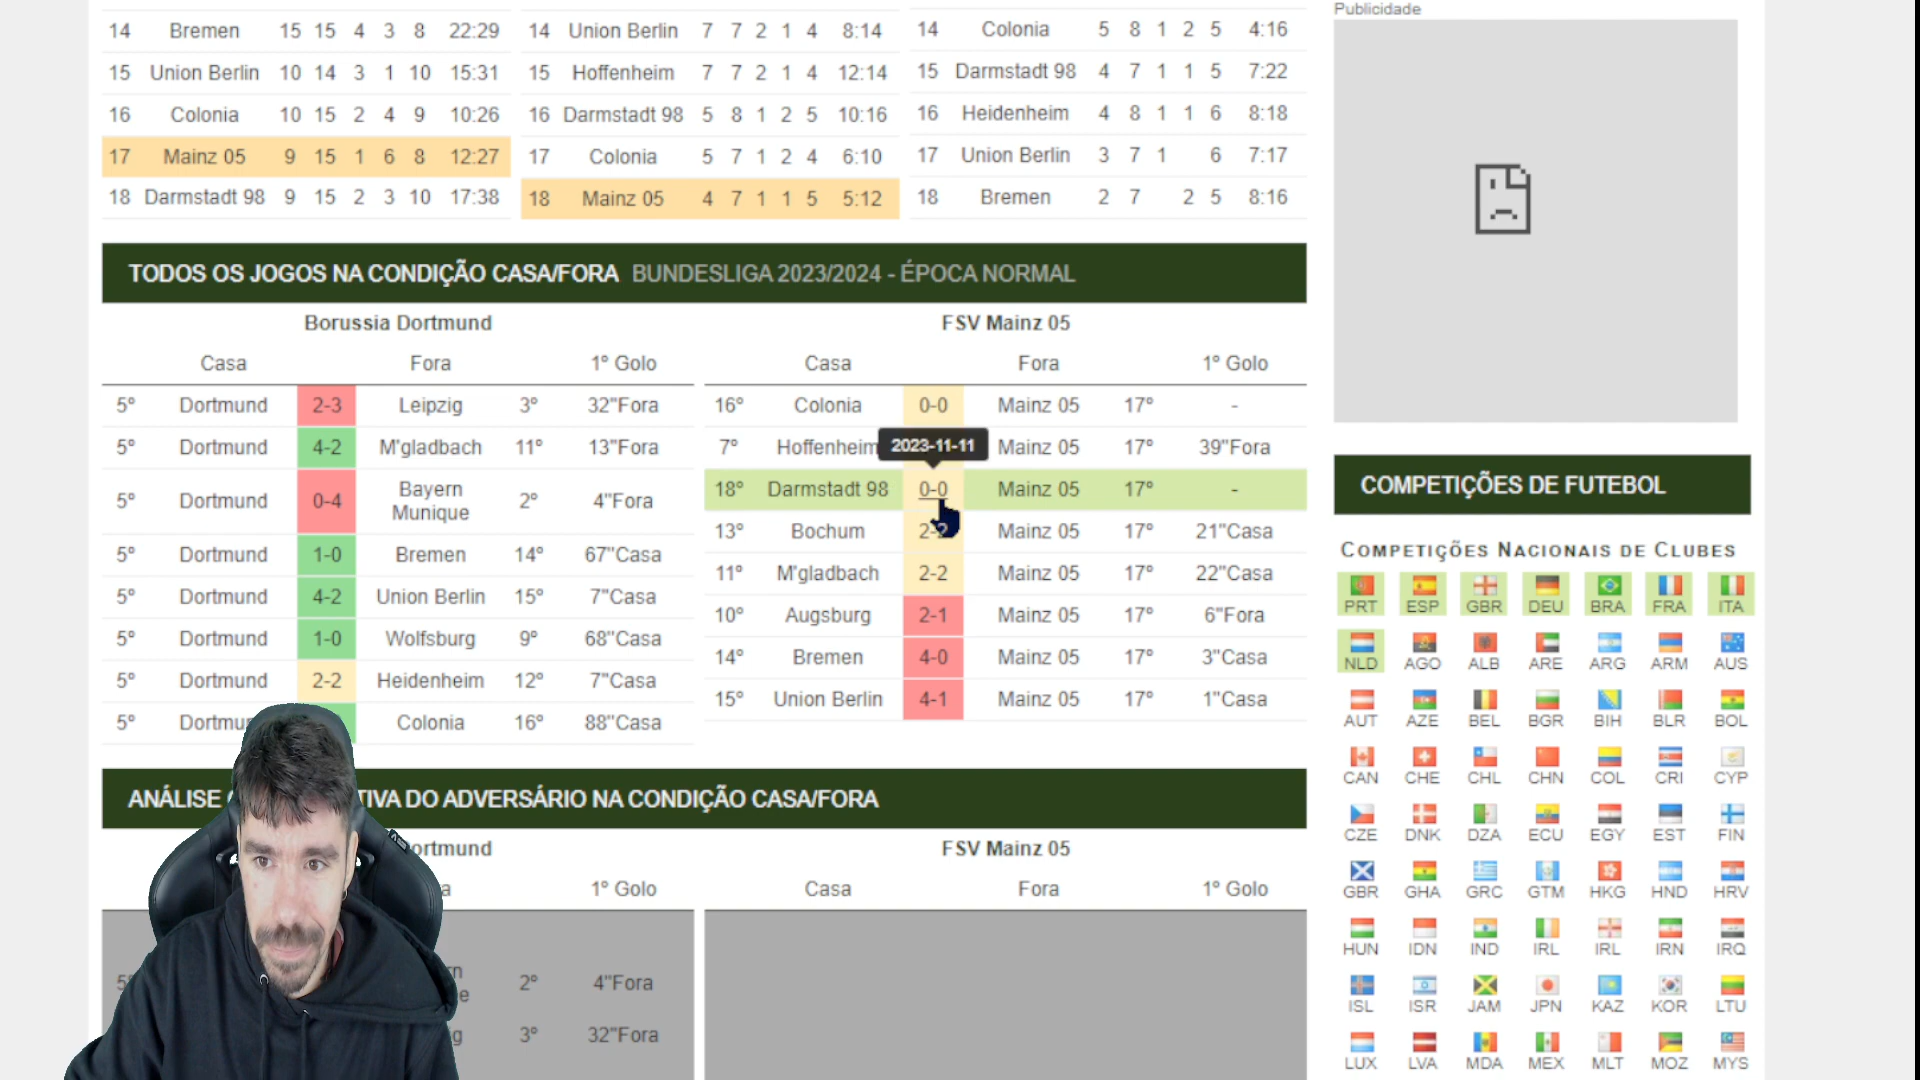 Publicidade
14 Bremen 15 15 4 3 8 22:29
15 Union Berlin 10 14 3 1 10 15:31
16 Colonia 10 15 2 4 9 10:26
17 Mainz 05 9 15 1 6 8 12:27
18 Darmstadt 98 9 15 2 3 10 17:38
14 Union Berlin 7 7 2 1 4 8:14
15 Hoffenheim 7 7 2 1 4 12:14
16 Darmstadt 98 5 8 1 2 5 10:16
17 Colonia 5 7 1 2 4 6:10
18 Mainz 05 4 7 1 1 5 5:12
14 Colonia 5 8 1 2 5 4:16
15 Darmstadt 98 4 7 1 1 5 7:22
16 Heidenheim 4 8 1 1 6 8:18
17 Union Berlin 3 7 1 6 7:17
18 Bremen 2 7 2 5 8:16
TODOS OS JOGOS NA CONDIÇÃO CASA/FORA BUNDESLIGA 2023/2024 - ÉPOCA NORMAL
Borussia Dortmund
Casa Fora 1º Golo
5º Dortmund 2-3 Leipzig 3º 32"Fora
5º Dortmund 4-2 M'gladbach 11º 13"Fora
5º Dortmund 0-4 Bayern Munique 2º 4"Fora
5º Dortmund 1-0 Bremen 14º 67"Casa
5º Dortmund 4-2 Union Berlin 15º 7"Casa
5º Dortmund 1-0 Wolfsburg 9º 68"Casa
5º Dortmund 2-2 Heidenheim 12º 7"Casa
5º Colonia 16º 88"Casa
FSV Mainz 05
Casa Fora 1º Golo
16º Colonia 0-0 Mainz 05 17º -
7º Hoffenheim Mainz 05 17º 39"Fora
2023-11-11
18º Darmstadt 98 0-0 Mainz 05 17º -
13º Bochum 2-2 Mainz 05 17º 21"Casa
11º M'gladbach 2-2 Mainz 05 17º 22"Casa
10º Augsburg 2-1 Mainz 05 17º 6"Fora
14º Bremen 4-0 Mainz 05 17º 3"Casa
15º Union Berlin 4-1 Mainz 05 17º 1"Casa
ANÁLISE DO ADVERSÁRIO NA CONDIÇÃO CASA/FORA
1º Golo
2º 4"Fora
3º 32"Fora
FSV Mainz 05
Casa Fora 1º Golo
COMPETIÇÕES DE FUTEBOL
COMPETIÇÕES NACIONAIS DE CLUBES
PRT ESP GBR DEU BRA FRA ITA
NLD AGO ALB ARE ARG ARM AUS
AUT AZE BEL BGR BIH BLR BOL
CAN CHE CHL CHN COL CRI CYP
CZE DNK DZA ECU EGY EST FIN
GBR GHA GRC GTM HKG HND HRV
HUN IDN IND IRL IRL IRN IRQ
ISL ISR JAM JPN KAZ KOR LTU
LUX LVA MDA MEX MLT MOZ MYS